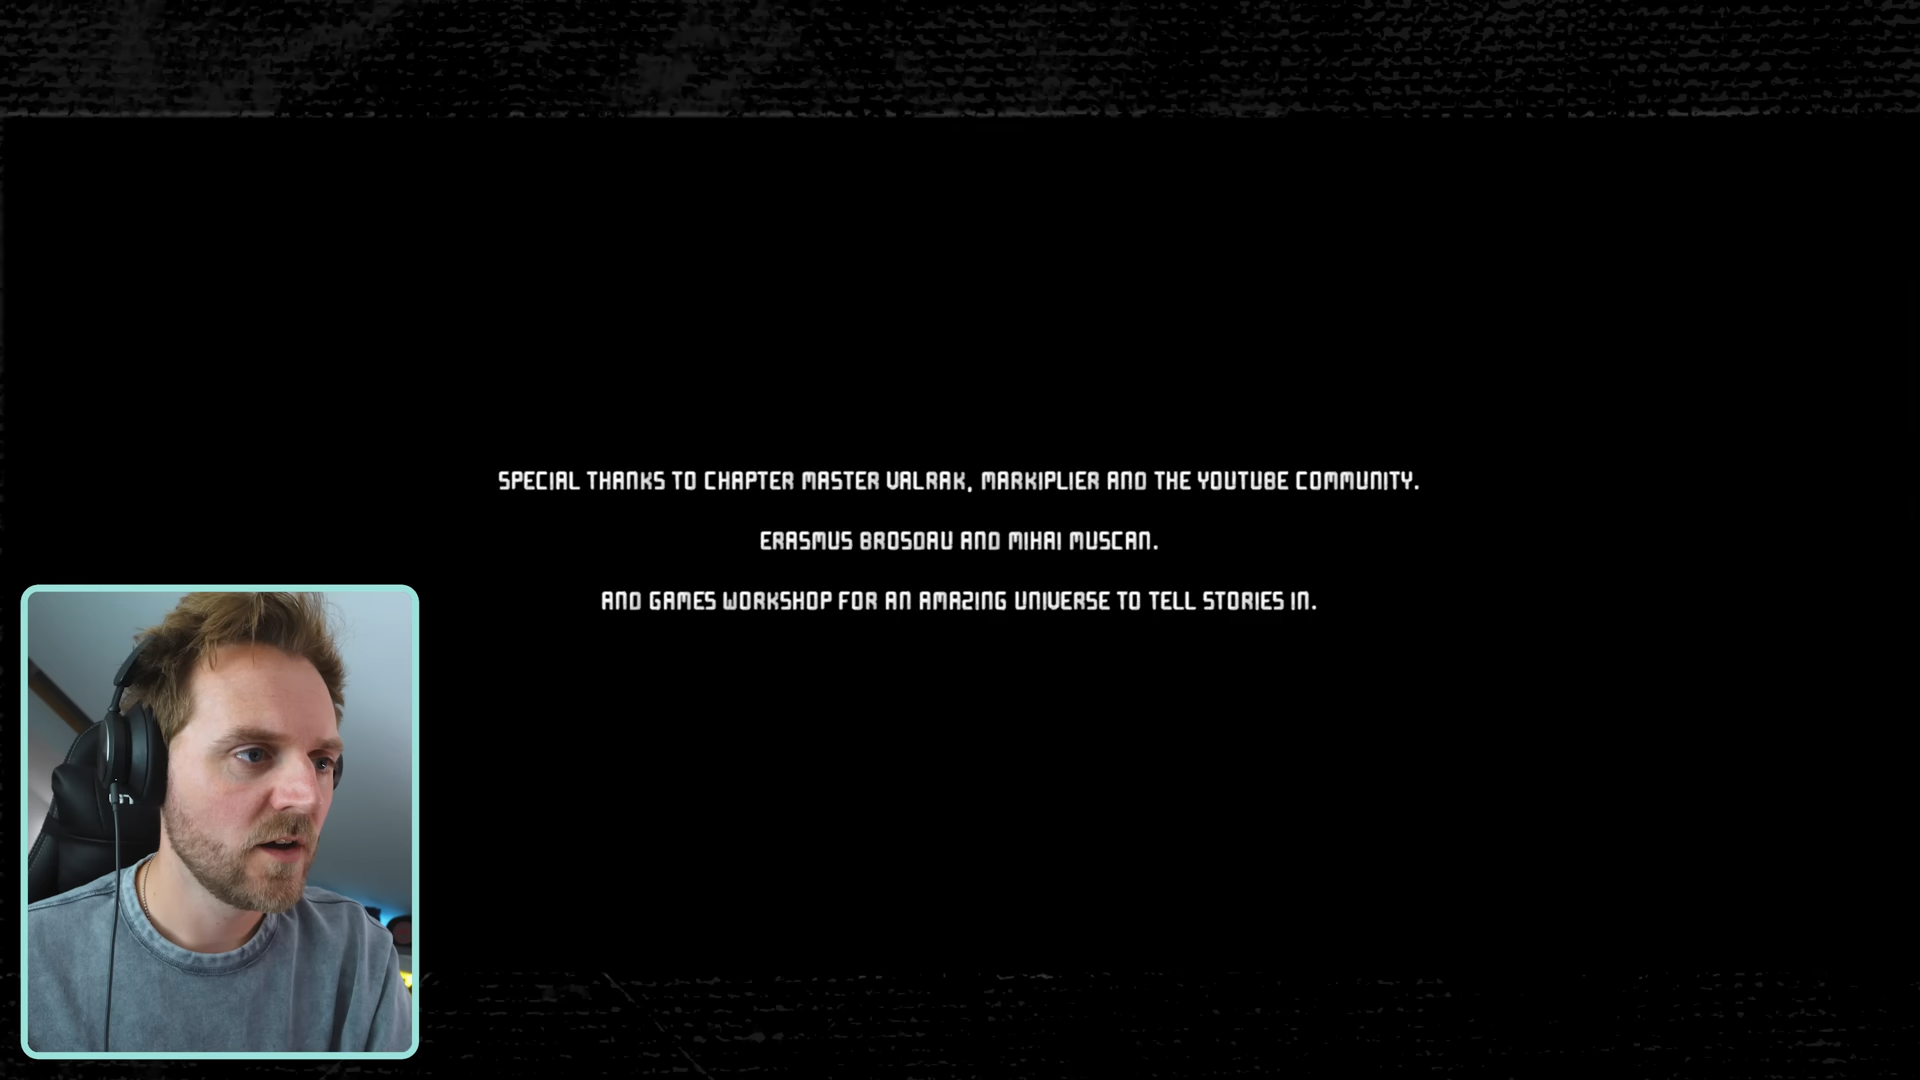 SPECIAL THANKS TO CHAPTER MASTER VALRAK, MARKIPLIER AND THE YOUTUBE COMMUNITY.
ERASMUS BROSDAU AND MIHAI MUSCAN.
AND GAMES WORKSHOP FOR AN AMAZING UNIVERSE TO TELL STORIES IN.